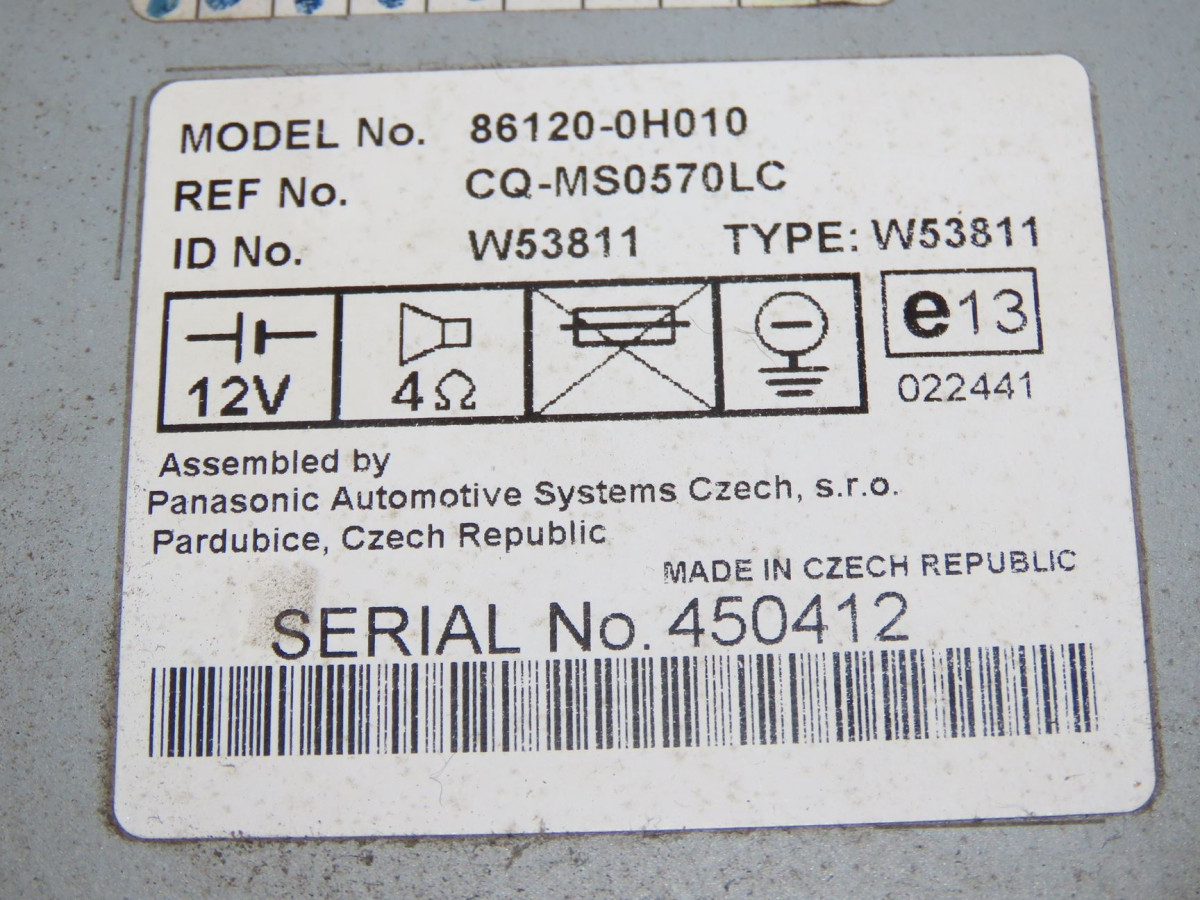 MODEL No. 86120-0H010
REF No. CQ-MS0570LC
ID No. W53811 TYPE: W53811
12V 4Ω e13
022441
Assembled by
Panasonic Automotive Systems Czech, s.r.o.
Pardubice, Czech Republic
MADE IN CZECH REPUBLIC
SERIAL No. 450412